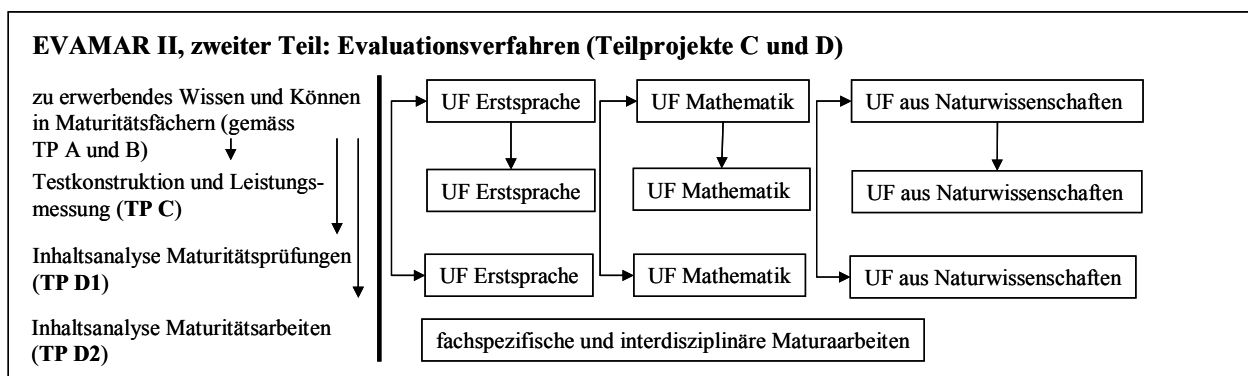 EVAMAR II, zweiter Teil: Evaluationsverfahren (Teilprojekte C und D)
zu erwerbendes Wissen und Können
in Maturitätsfächern (gemäss
TP A und B)
UF Erstsprache
UF Mathematik
UF aus Naturwissenschaften
Testkonstruktion und Leistungs-
messung (TP C)
UF Erstsprache
UF Mathematik
UF aus Naturwissenschaften
Inhaltsanalyse Maturitätsprüfungen
(TP D1)
UF Erstsprache
UF Mathematik
UF aus Naturwissenschaften
Inhaltsanalyse Maturitätsarbeiten
(TP D2)
fachspezifische und interdisziplinäre Maturaarbeiten